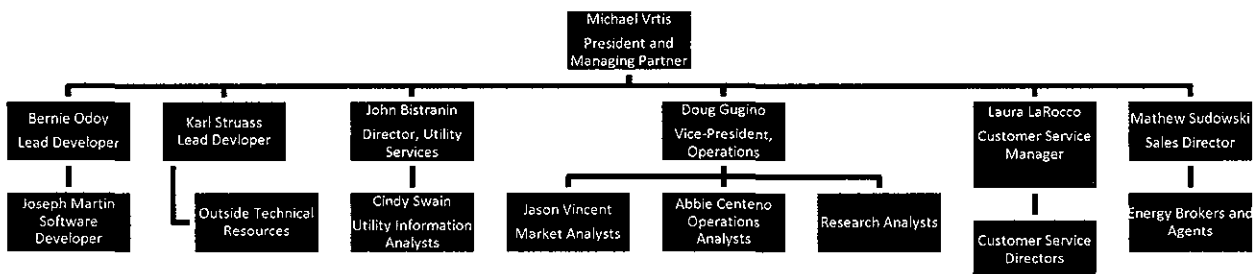 Michael Vrtis
President and
Managing Partner
Bernie Odoy
Lead Developer
Karl Struass
Lead Devloper
John Bistranin
Director, Utility
Services
Doug Gugino
Vice-President,
Operations
Laura LaRocco
Customer Service
Manager
Mathew Sudowski
Sales Director
Joseph Martin
Software
Developer
Outside Technical
Resources
Cindy Swain
Utility Information
Analysts
Jason Vincent
Market Analysts
Abbie Centeno
Operations
Analysts
Research Analysts
Customer Service
Directors
Energy Brokers and
Agents